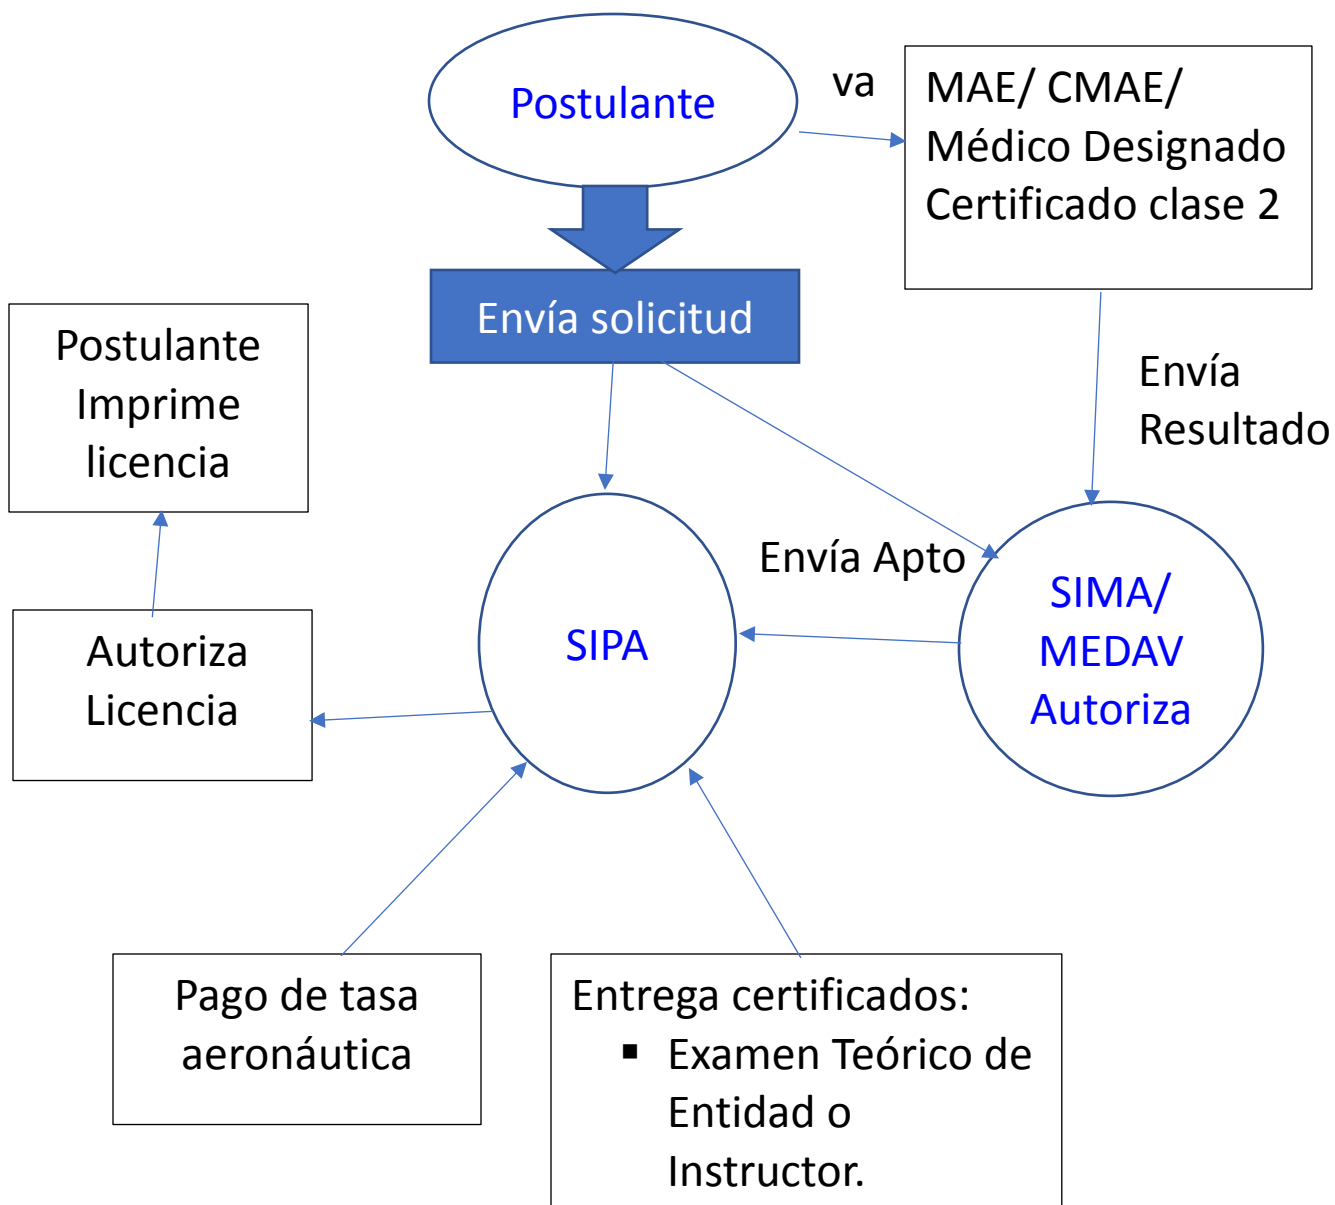 Postulante
va
MAE/ CMAE/
Médico Designado
Certificado clase 2
Envía solicitud
Postulante
Imprime
licencia
Envía
Resultado
Envía Apto
SIMA/
MEDAV
Autoriza
SIPA
Autoriza
Licencia
Pago de tasa
aeronáutica
Entrega certificados:
▪ Examen Teórico de
Entidad o
Instructor.